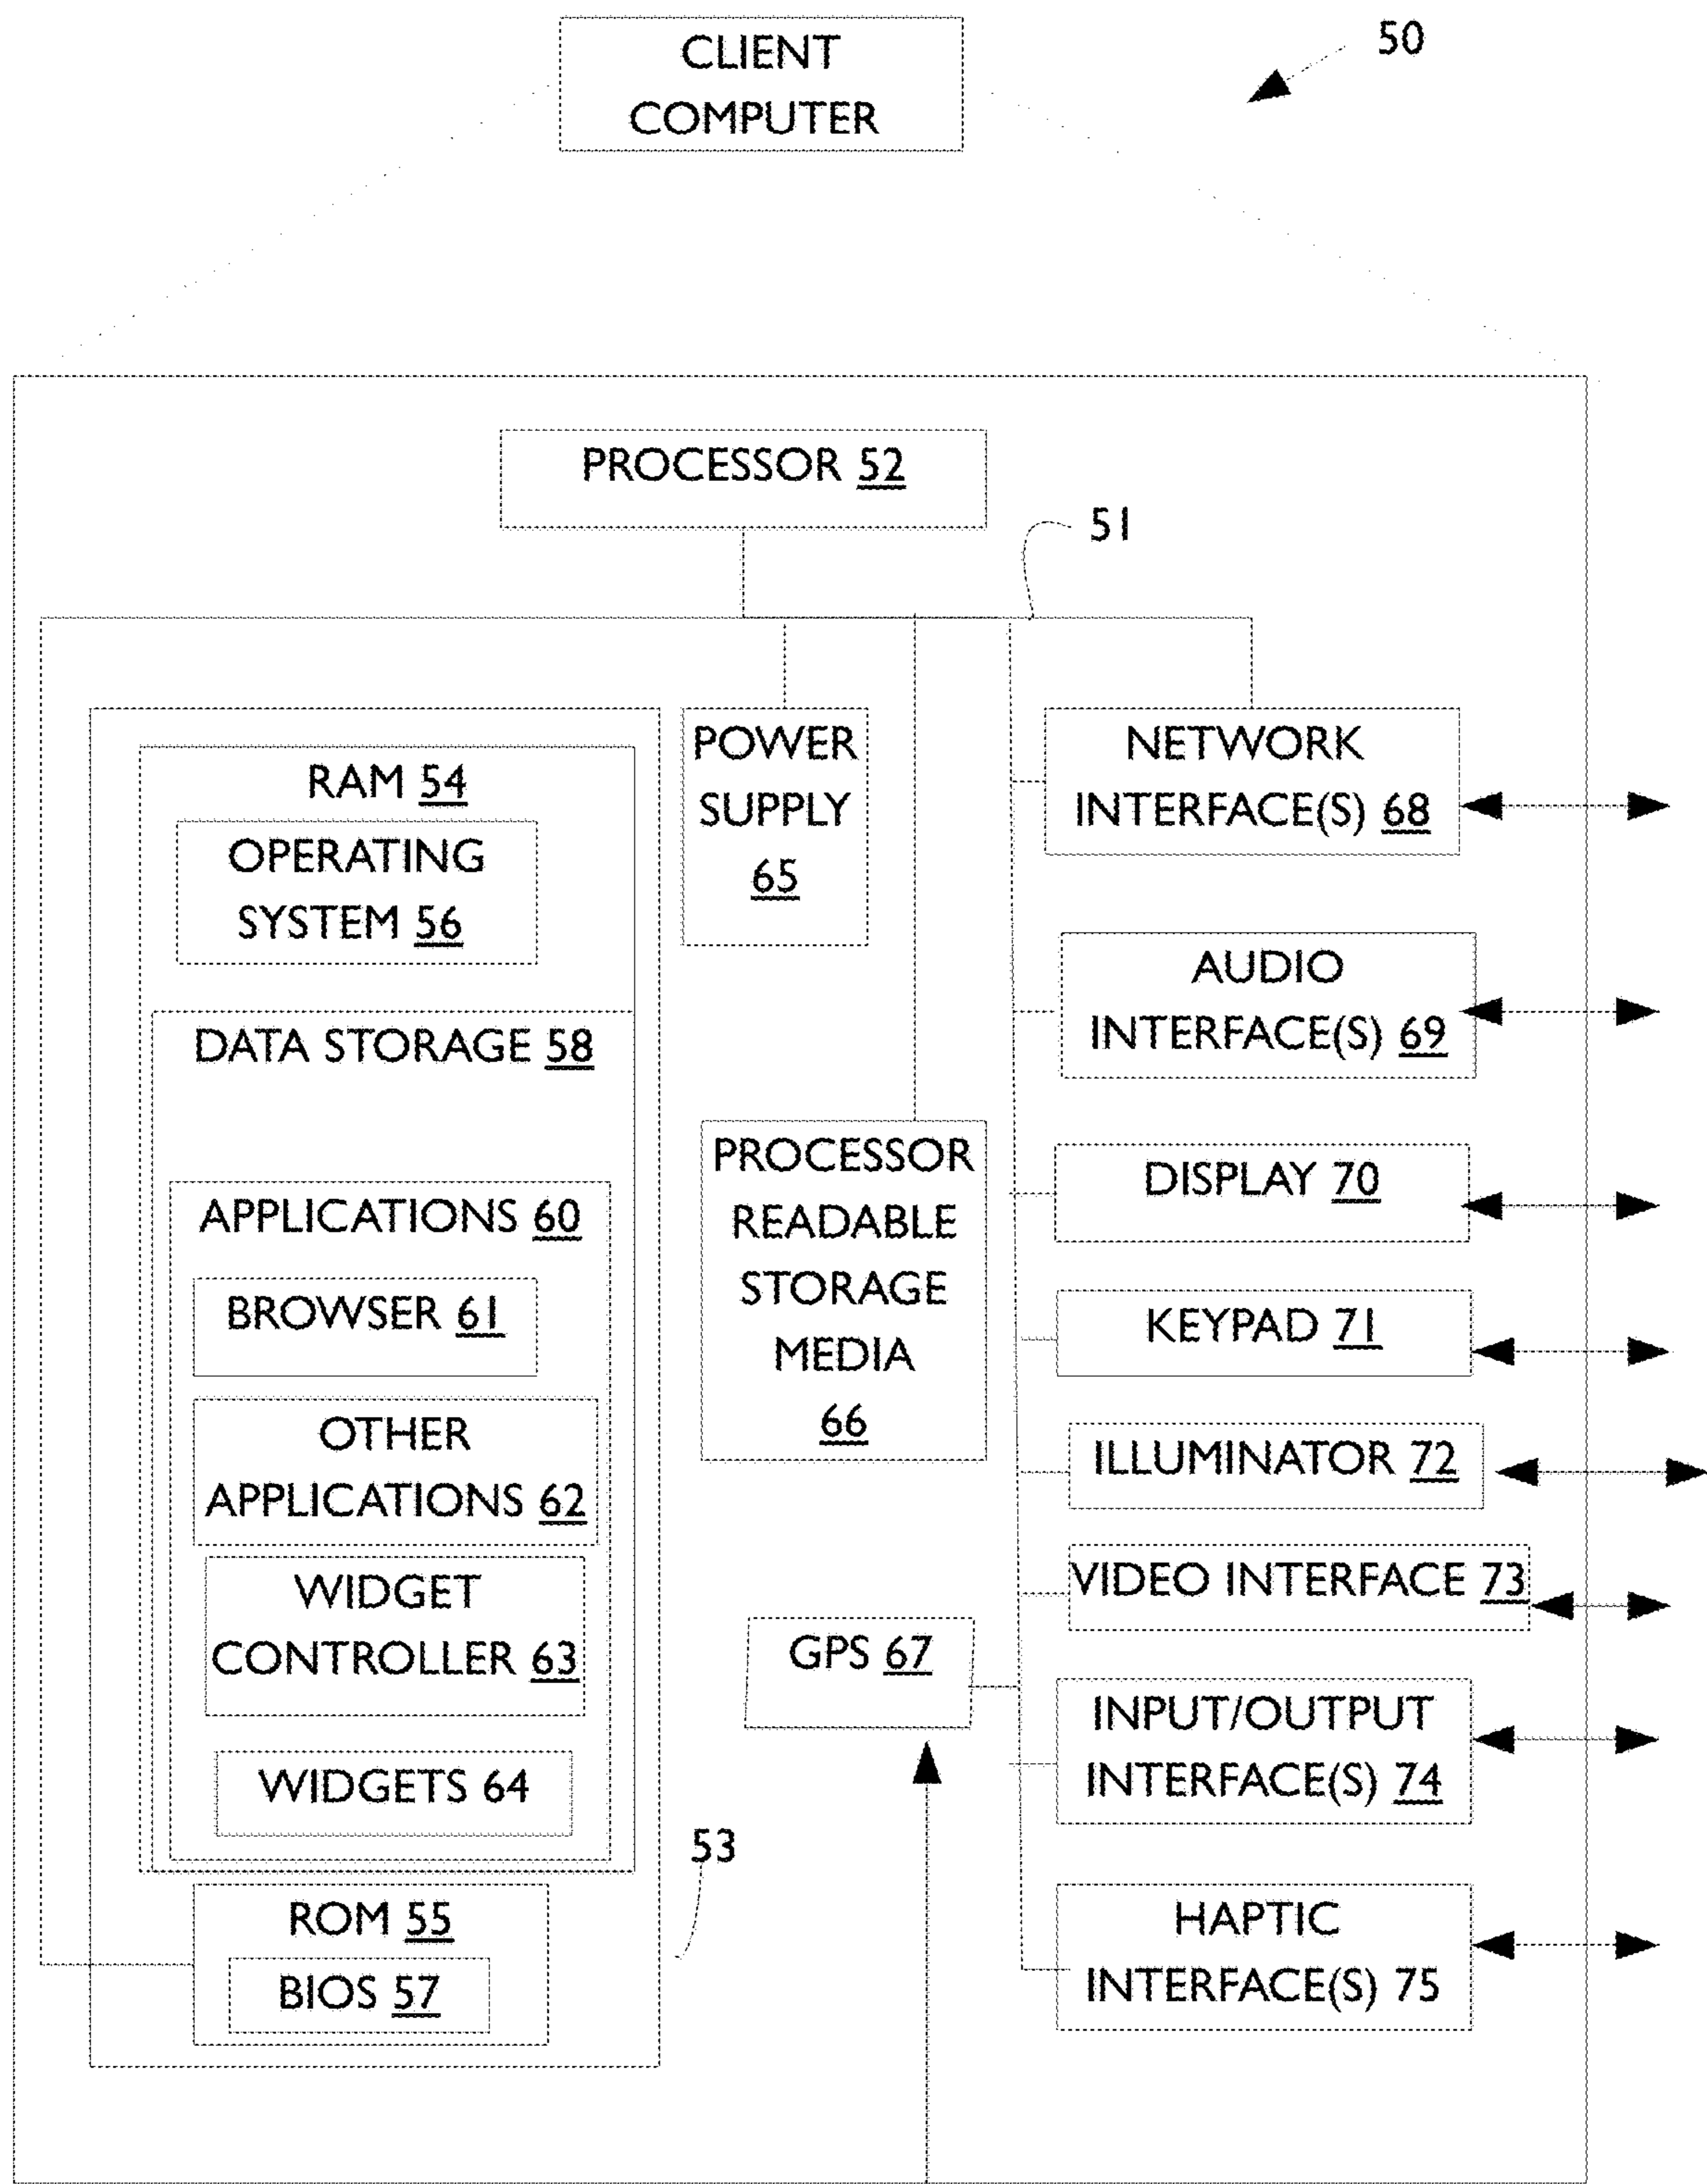 CLIENT
COMPUTER
50
PROCESSOR 52
51
RAM 54
OPERATING
SYSTEM 56
DATA STORAGE 58
APPLICATIONS 60
BROWSER 61
OTHER
APPLICATIONS 62
WIDGET
CONTROLLER 63
WIDGETS 64
ROM 55
BIOS 57
53
POWER
SUPPLY
65
PROCESSOR
READABLE
STORAGE
MEDIA
66
GPS 67
NETWORK
INTERFACE(S) 68
AUDIO
INTERFACE(S) 69
DISPLAY 70
KEYPAD 71
ILLUMINATOR 72
VIDEO INTERFACE 73
INPUT/OUTPUT
INTERFACE(S) 74
HAPTIC
INTERFACE(S) 75